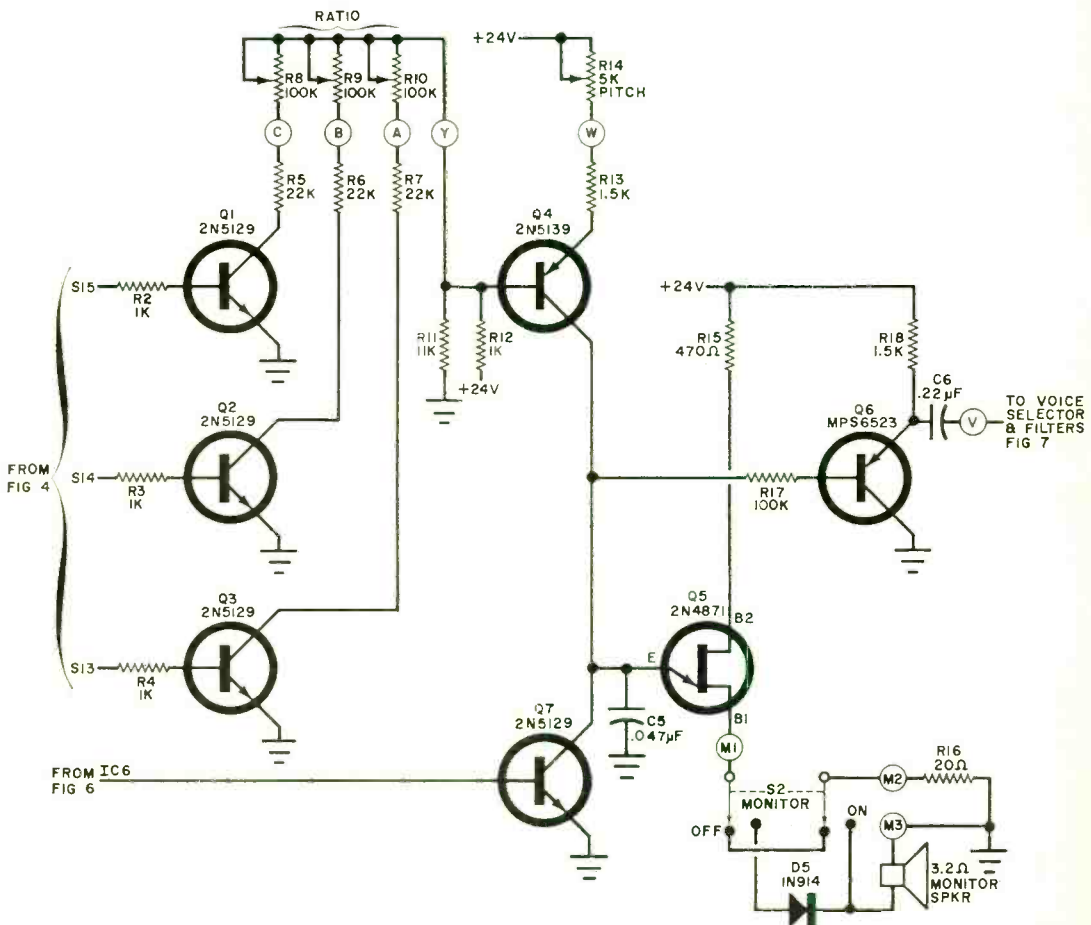 RATIO
+24V
R8
100K
R9
100K
R10
100K
R14
5K
PITCH
C
B
A
Y
W
R5
22K
R6
22K
R7
22K
R13
1.5K
Q1
2N5129
Q4
2N5139
S15
R2
1K
+24V
R11
11K
R12
1K
+24V
R15
470Ω
R18
1.5K
C6
.22µF
V
TO VOICE
SELECTOR
& FILTERS
FIG 7
Q2
2N5129
Q6
MPS6523
FROM
FIG 4
S14
R3
1K
R17
100K
Q3
2N5129
Q5
2N4871
B2
E
B1
S13
R4
1K
Q7
2N5129
C5
.047µF
M1
FROM IC6
FIG 6
R16
20Ω
M2
S2
MONITOR
OFF
ON
M3
D5
1N914
3.2Ω
MONITOR
SPKR